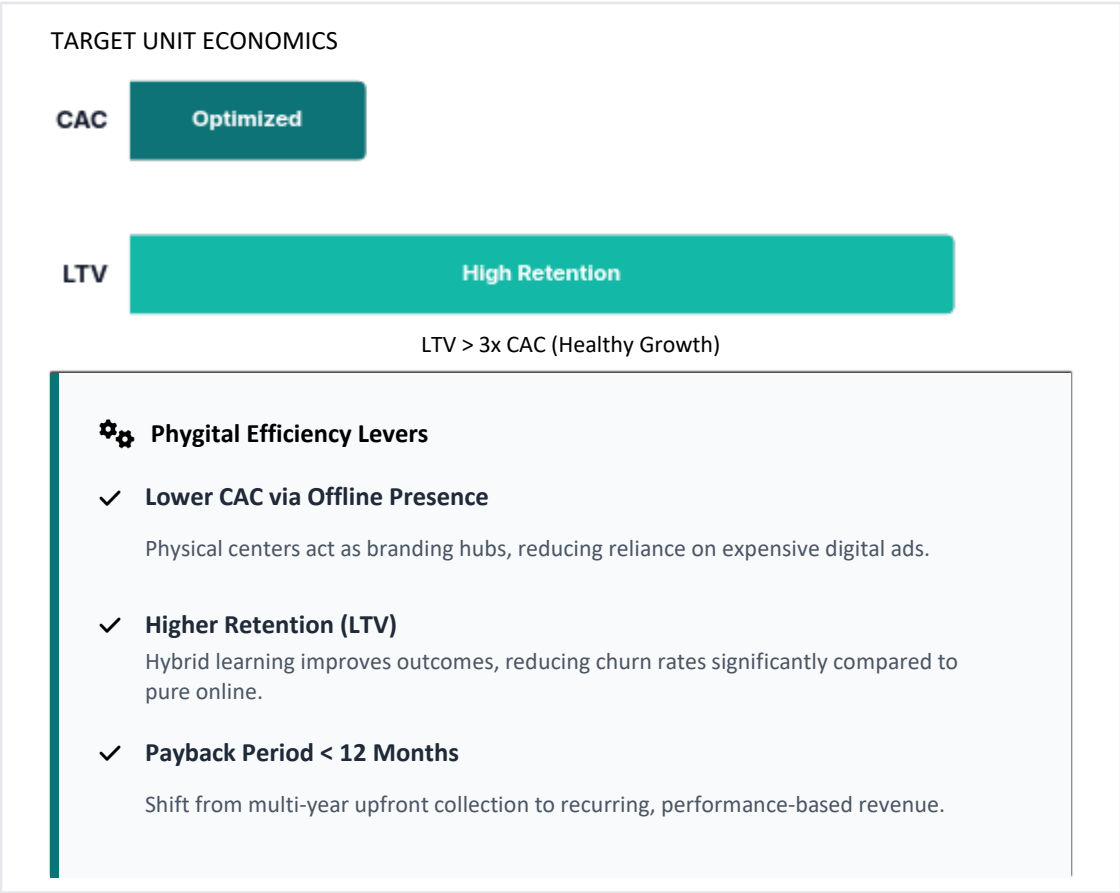 TARGET UNIT ECONOMICS
CAC
Optimized
LTV
High Retention
LTV > 3x CAC (Healthy Growth)
Phygital Efficiency Levers
Lower CAC via Offline Presence
Physical centers act as branding hubs, reducing reliance on expensive digital ads.
Higher Retention (LTV)
Hybrid learning improves outcomes, reducing churn rates significantly compared to
pure online.
Payback Period < 12 Months
Shift from multi-year upfront collection to recurring, performance-based revenue.